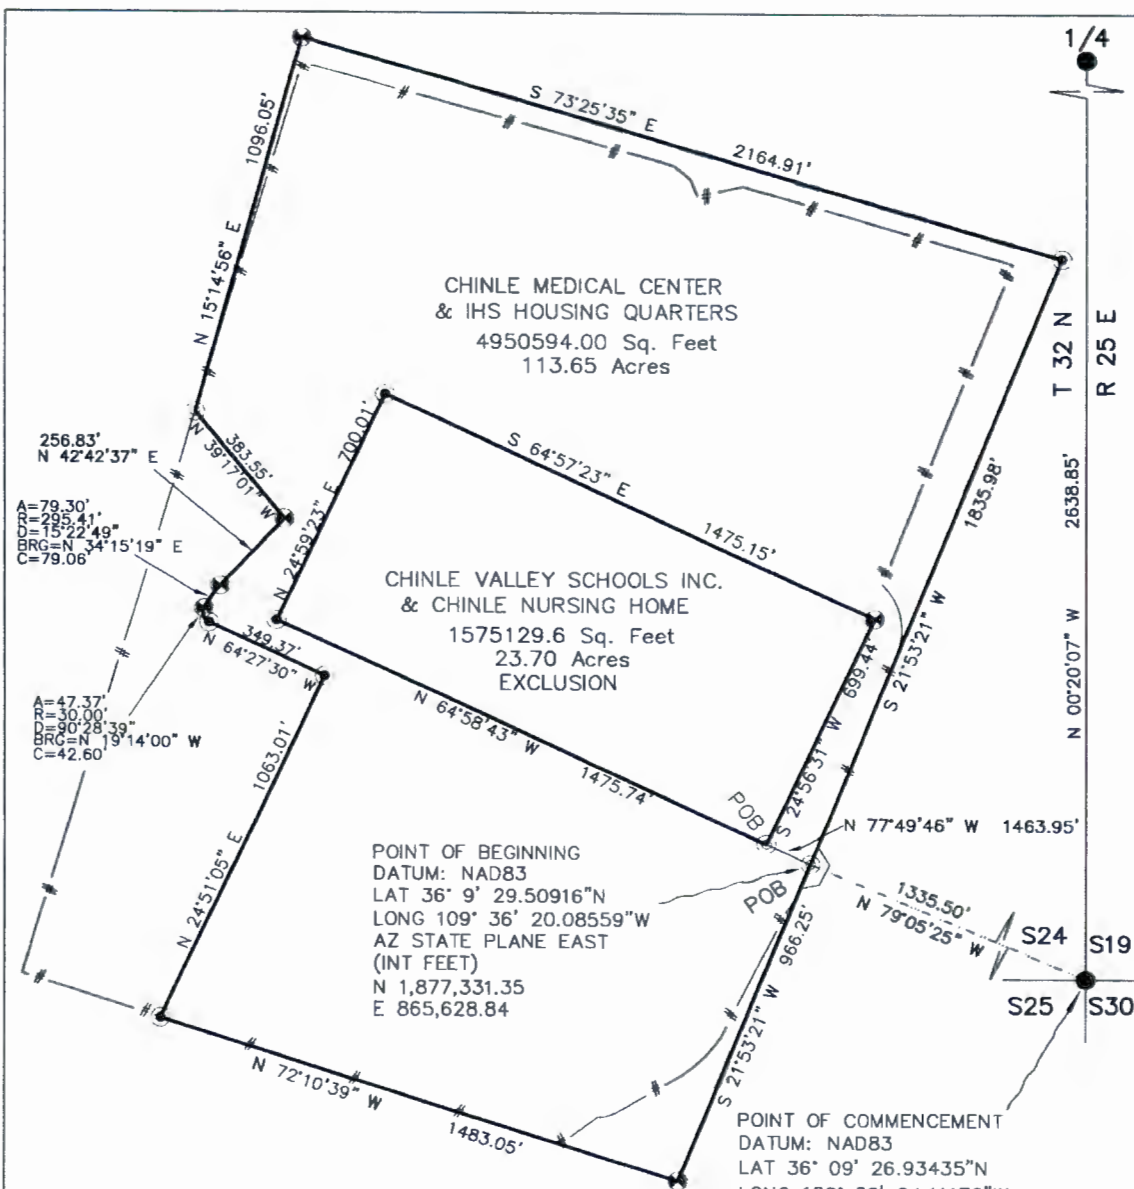 1/4
1096.05'
S 73°25'35" E
2164.91'
N 15°14'56" E
CHINLE MEDICAL CENTER
& IHS HOUSING QUARTERS
4950594.00 Sq. Feet
113.65 Acres
T 32 N
R 25 E
383.55'
N 39°17'01" W
256.83'
N 42°42'37" E
A=79.30'
R=295.41'
D=15°22'49"
BRG=N 34°15'19" E
C=79.06'
700.01'
N 24°59'23" E
S 64°57'23" E
1475.15'
1835.98'
S 21°53'21" W
2638.85'
N 00°20'07" W
CHINLE VALLEY SCHOOLS INC.
& CHINLE NURSING HOME
1575129.6 Sq. Feet
23.70 Acres
EXCLUSION
349.37'
N 64°27'30" W
699.44'
S 24°56'31" W
N 64°58'43" W
1475.74'
A=47.37'
R=30.00'
D=90°28'39"
BRG=N 19°14'00" W
C=42.60'
1063.01'
N 24°51'05" E
POB
N 77°49'46" W 1463.95'
POINT OF BEGINNING
DATUM: NAD83
LAT 36° 9' 29.50916"N
LONG 109° 36' 20.08559"W
AZ STATE PLANE EAST
(INT FEET)
N 1,877,331.35
E 865,628.84
POB
1335.50'
N 79°05'25" W
S24
S19
S25
S30
966.25'
S 21°53'21" W
N 72°10'39" W
1483.05'
POINT OF COMMENCEMENT
DATUM: NAD83
LAT 36° 09' 26.93435"N